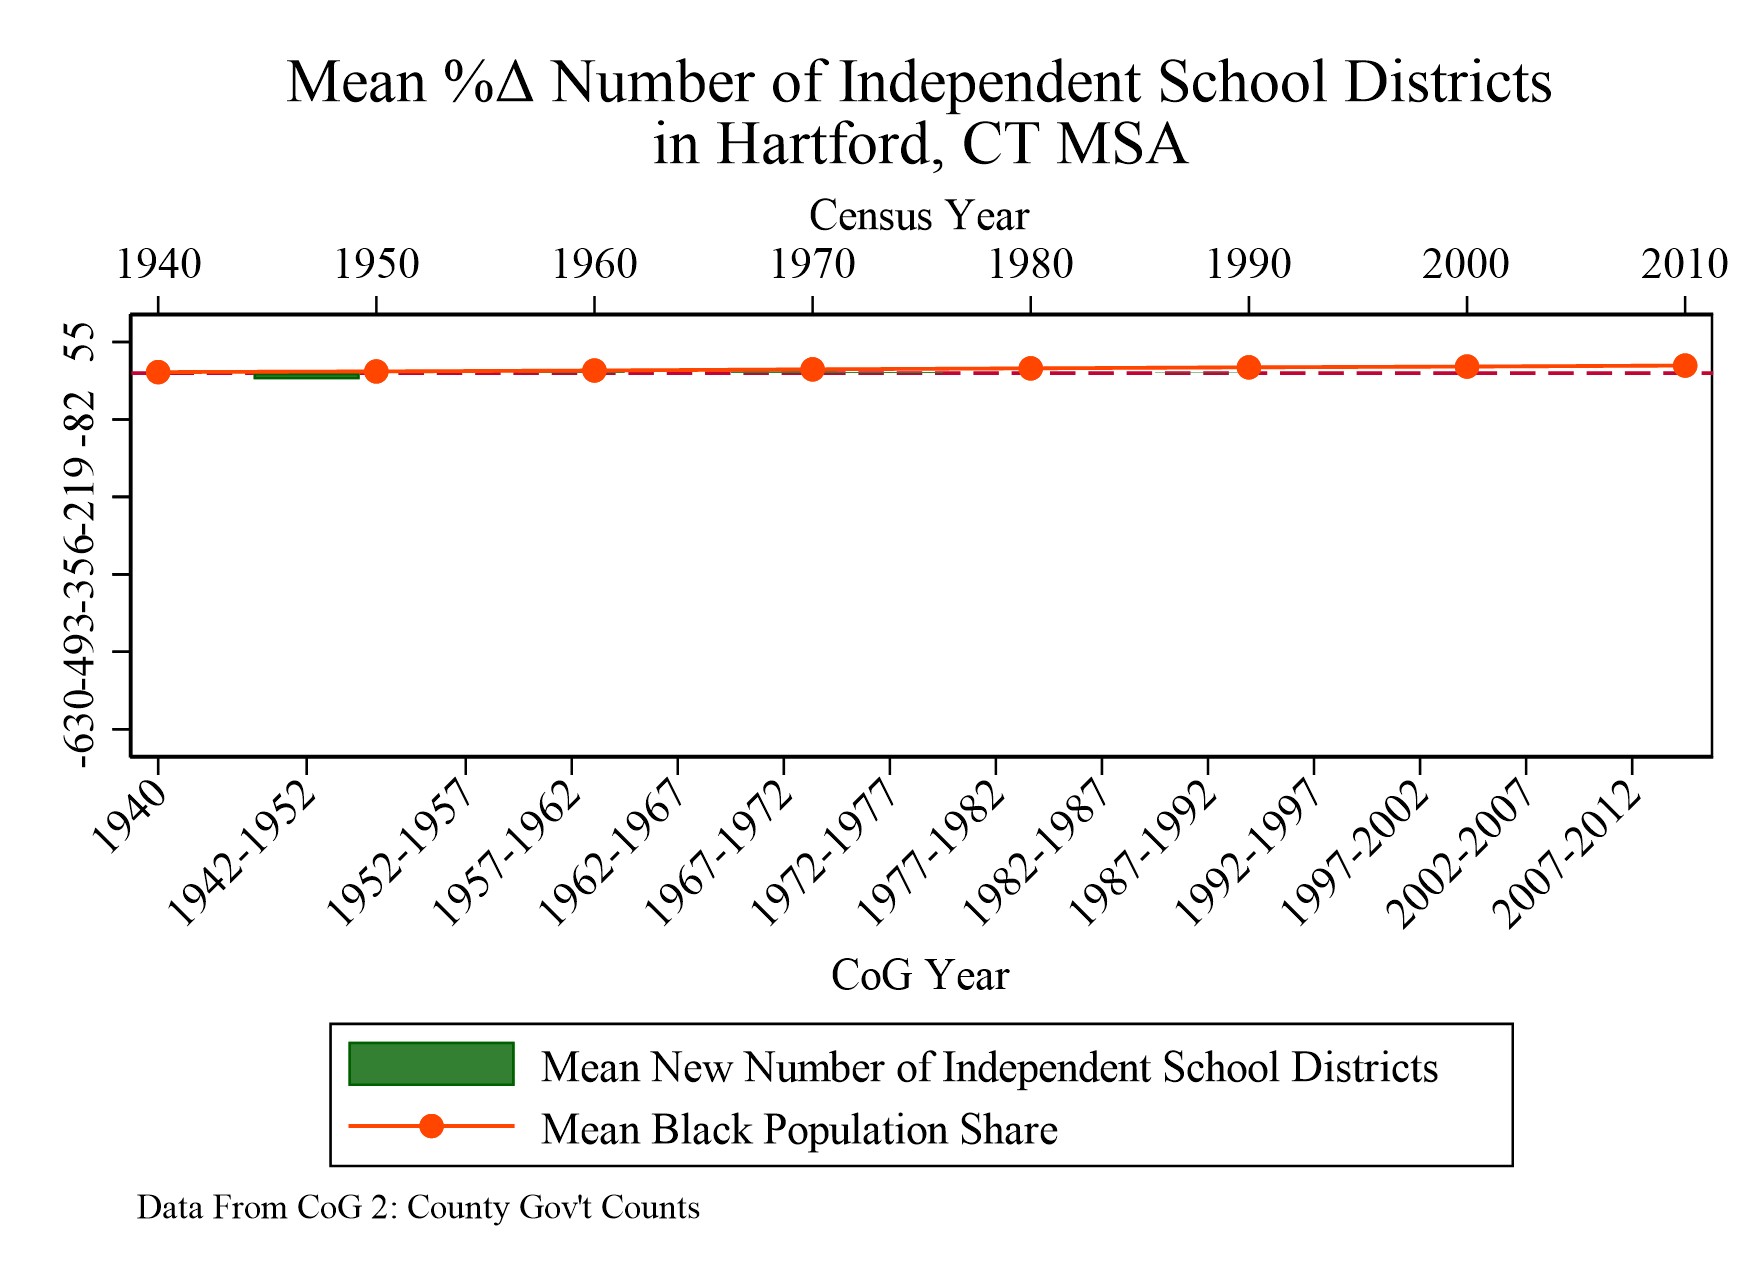 Mean %Δ Number of Independent School Districts
in Hartford, CT MSA
Census Year
1940 1950 1960 1970 1980 1990 2000 2010
55
-82
-219
-356
-493
-630
1940 1942-1952 1952-1957 1957-1962 1962-1967 1967-1972 1972-1977 1977-1982 1982-1987 1987-1992 1992-1997 1997-2002 2002-2007 2007-2012
CoG Year
Mean New Number of Independent School Districts
Mean Black Population Share
Data From CoG 2: County Gov't Counts